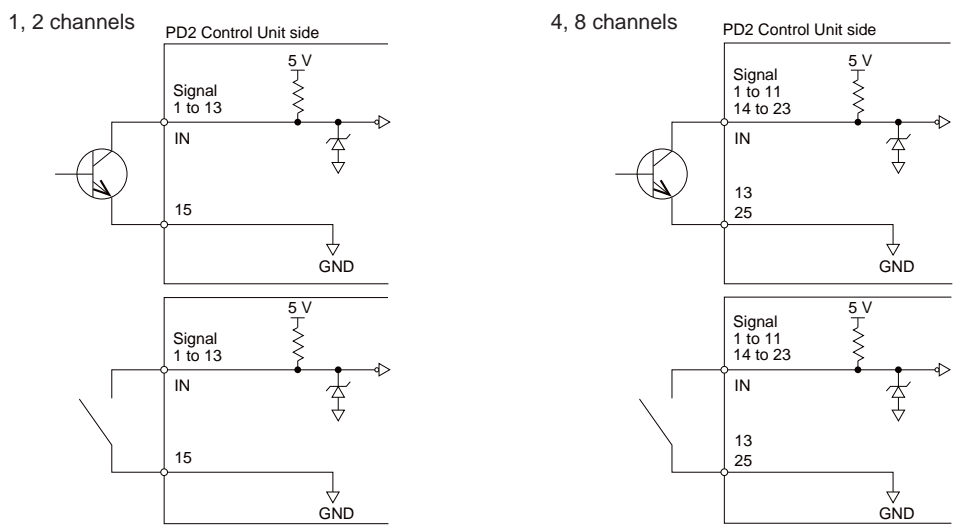 1, 2 channels
PD2 Control Unit side
5 V
Signal
1 to 13
IN
15
GND
5 V
Signal
1 to 13
IN
15
GND
4, 8 channels
PD2 Control Unit side
5 V
Signal
1 to 11
14 to 23
IN
13
25
GND
5 V
Signal
1 to 11
14 to 23
IN
13
25
GND